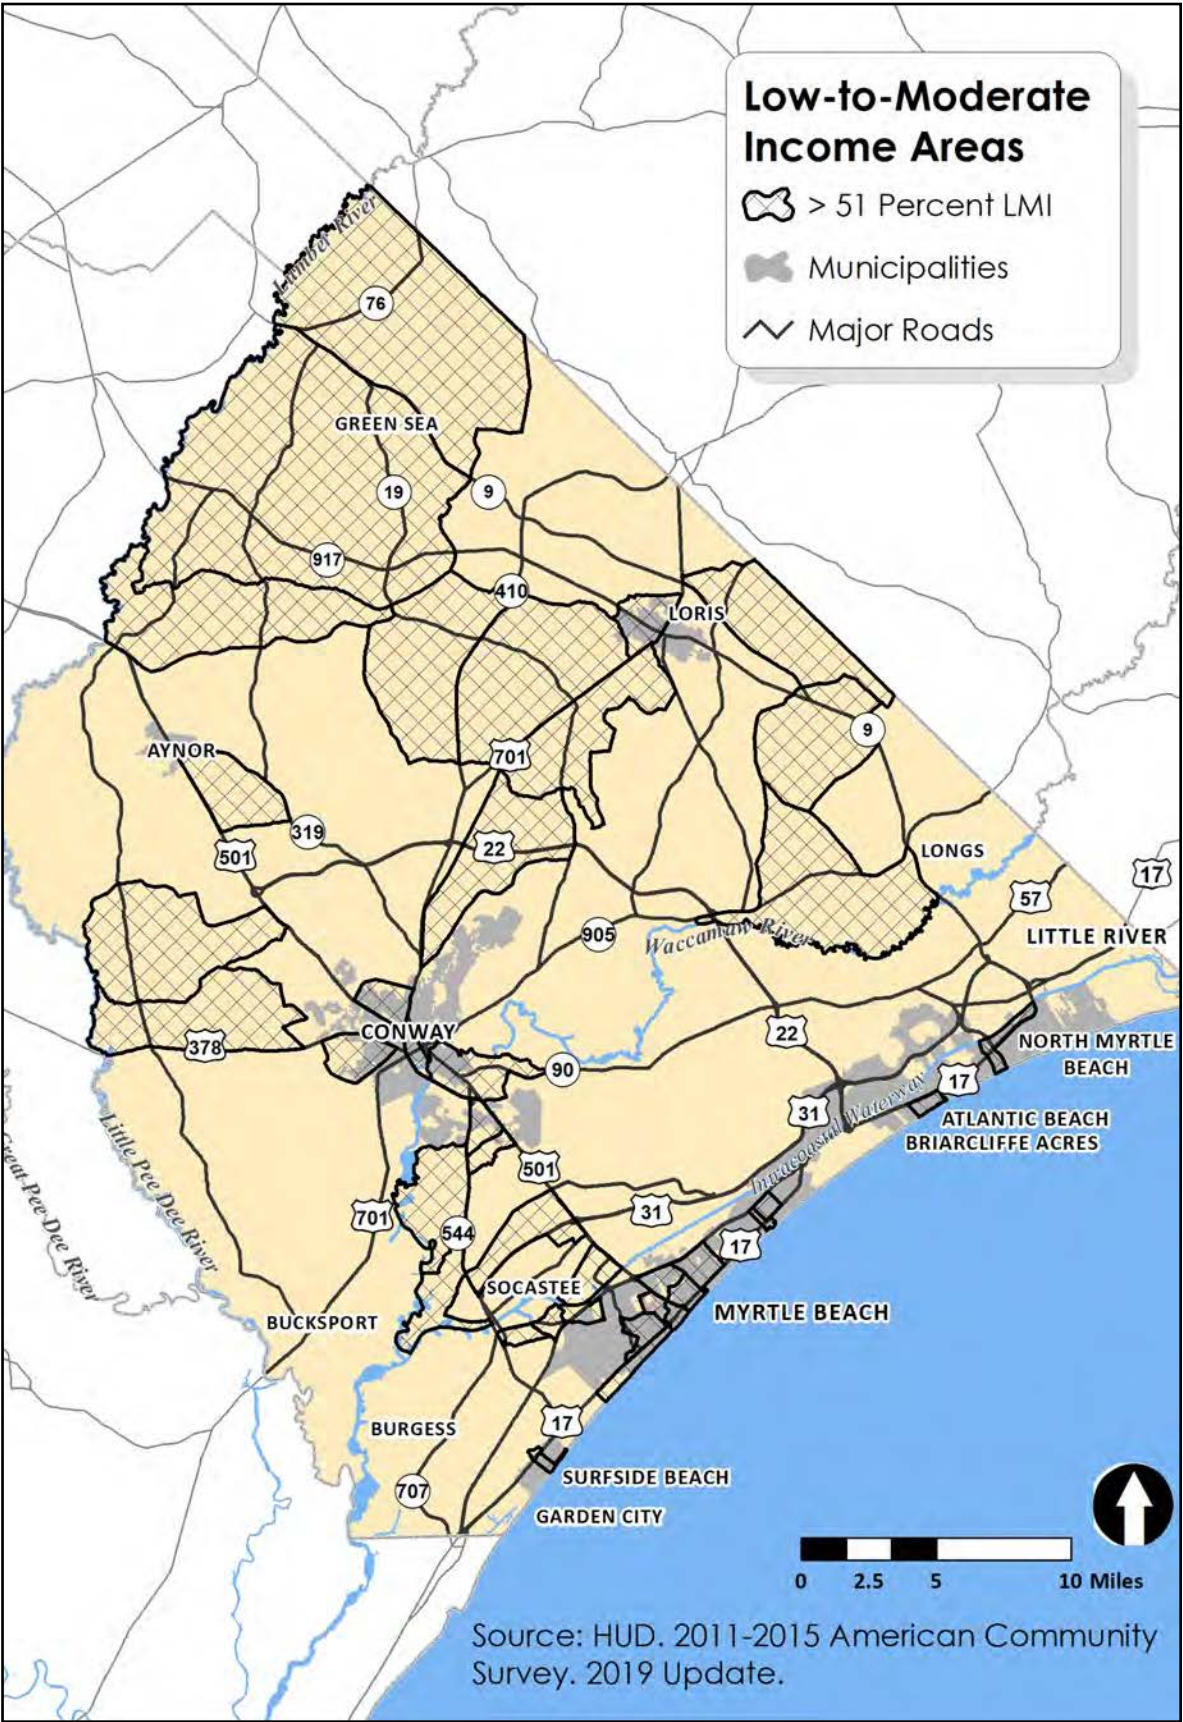 Low-to-Moderate
Income Areas
> 51 Percent LMI
Municipalities
Major Roads
Lumber River
76
GREEN SEA
19
9
917
410
LORIS
9
AYNOR
701
319
501
22
LONGS
17
57
905
Waccamaw River
LITTLE RIVER
CONWAY
378
22
NORTH MYRTLE
BEACH
90
17
31
ATLANTIC BEACH
BRIARCLIFFE ACRES
Intracoastal Waterway
Little Pee Dee River
Great Pee Dee River
501
701
31
544
17
SOCASTEE
MYRTLE BEACH
BUCKSPORT
17
BURGESS
SURFSIDE BEACH
707
GARDEN CITY
0 2.5 5 10 Miles
Source: HUD. 2011-2015 American Community
Survey. 2019 Update.